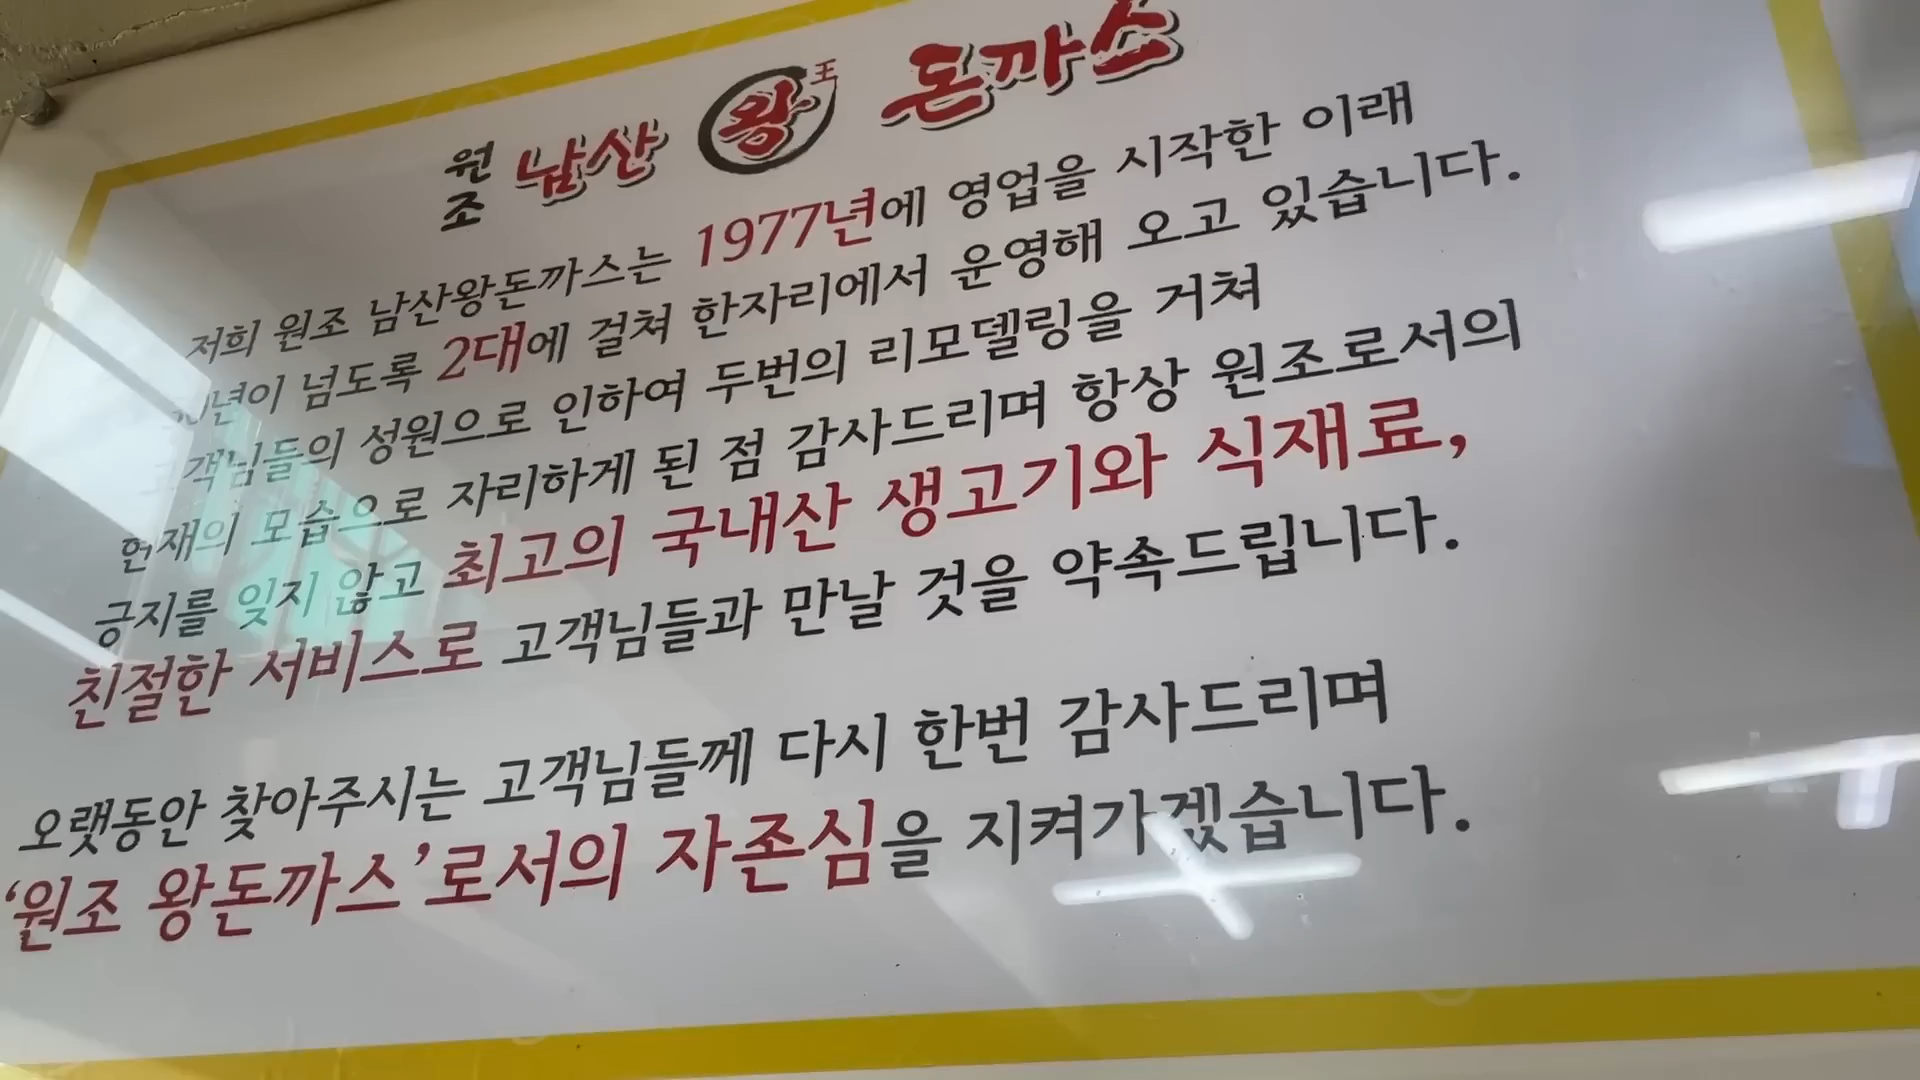 원조 남산 왕 王 돈까스
저희 원조 남산왕돈까스는 1977년에 영업을 시작한 이래
넘도록 2대에 걸쳐 한자리에서 운영해 오고 있습니다.
고객님들의 성원으로 인하여 두번의 리모델링을 거쳐
현재의 모습으로 자리하게 된 점 감사드리며 항상 원조로서의
긍지를 잊지 않고 최고의 국내산 생고기와 식재료,
친절한 서비스로 고객님들과 만날 것을 약속드립니다.
오랫동안 찾아주시는 고객님들께 다시 한번 감사드리며
‘원조 왕돈까스’로서의 자존심을 지켜가겠습니다.